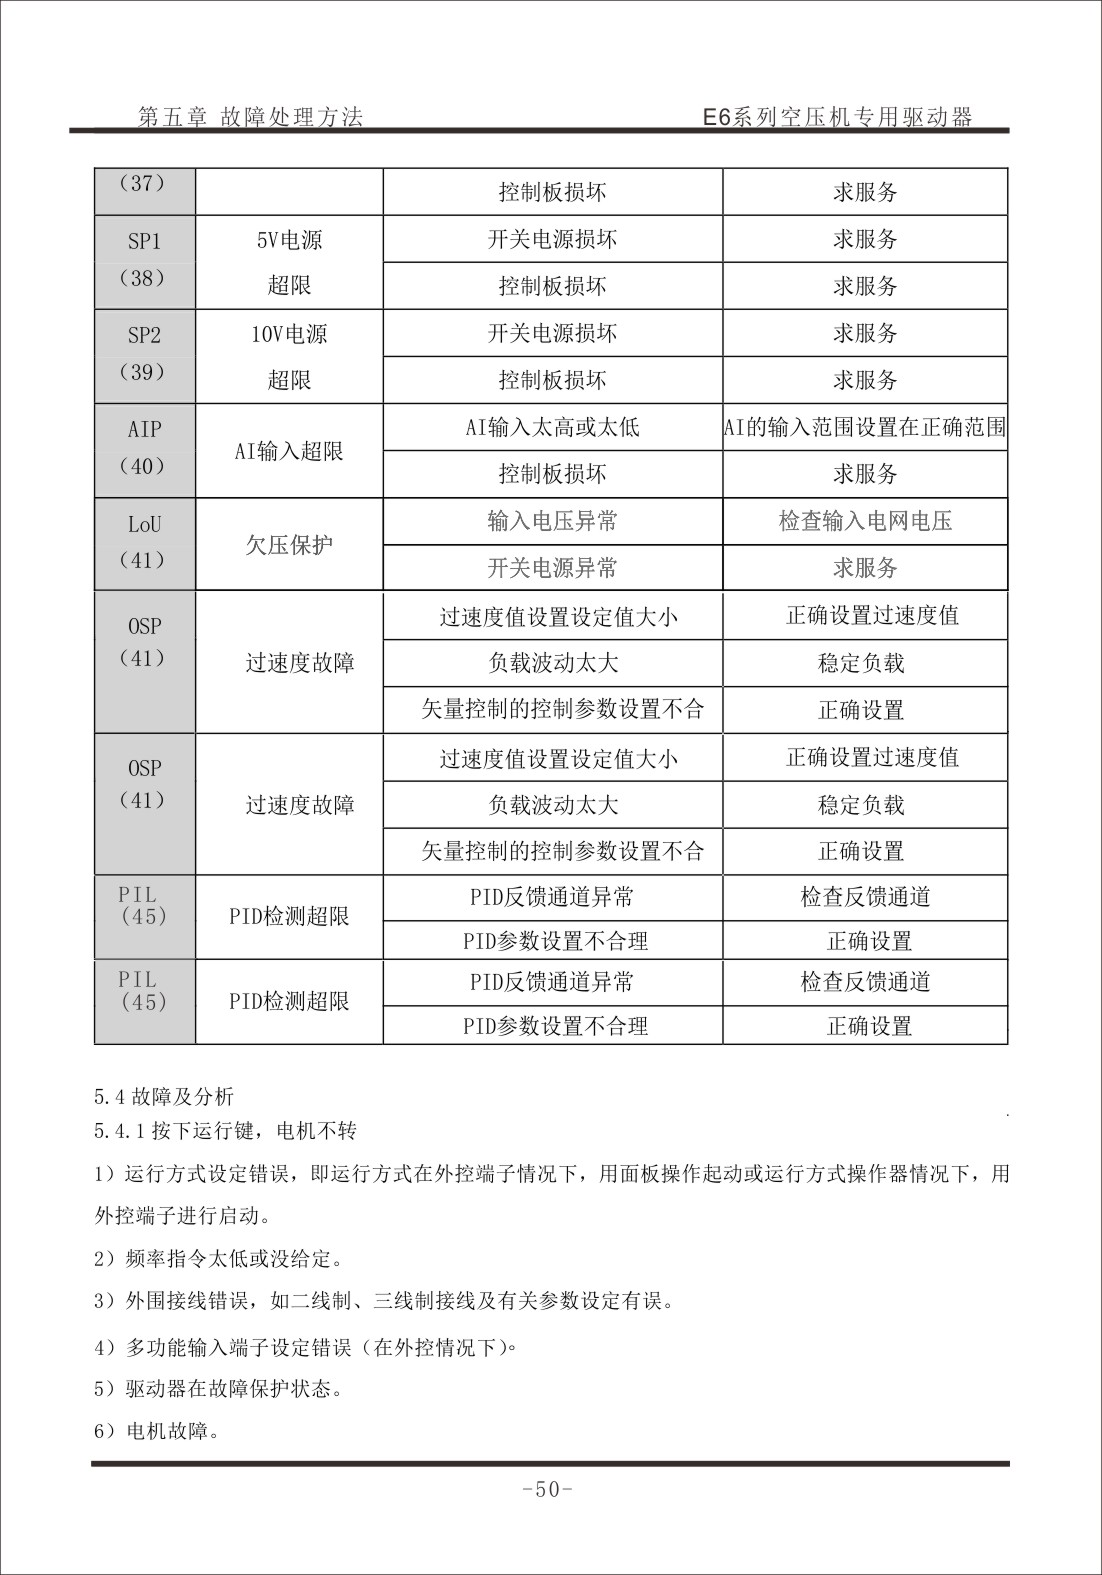 第五章 故障处理方法 E6系列空压机专用驱动器
（37） 控制板损坏 求服务
SP1 5V电源 开关电源损坏 求服务
（38） 超限 控制板损坏 求服务
SP2 10V电源 开关电源损坏 求服务
（39） 超限 控制板损坏 求服务
AIP AI输入太高或太低 AI的输入范围设置在正确范围
AI输入超限
（40） 控制板损坏 求服务
LoU 输入电压异常 检查输入电网电压
欠压保护
（41） 开关电源异常 求服务
OSP 过速度值设置设定值大小 正确设置过速度值
（41） 过速度故障 负载波动太大 稳定负载
矢量控制的控制参数设置不合 正确设置
OSP 过速度值设置设定值大小 正确设置过速度值
（41） 过速度故障 负载波动太大 稳定负载
矢量控制的控制参数设置不合 正确设置
PIL PID反馈通道异常 检查反馈通道
（45） PID检测超限
PID参数设置不合理 正确设置
PIL PID反馈通道异常 检查反馈通道
（45） PID检测超限
PID参数设置不合理 正确设置
5.4 故障及分析
5.4.1 按下运行键，电机不转
1）运行方式设定错误，即运行方式在外控端子情况下，用面板操作起动或运行方式操作器情况下，用
外控端子进行启动。
2）频率指令太低或没给定。
3）外围接线错误，如二线制、三线制接线及有关参数设定有误。
4）多功能输入端子设定错误（在外控情况下）。
5）驱动器在故障保护状态。
6）电机故障。
-50-